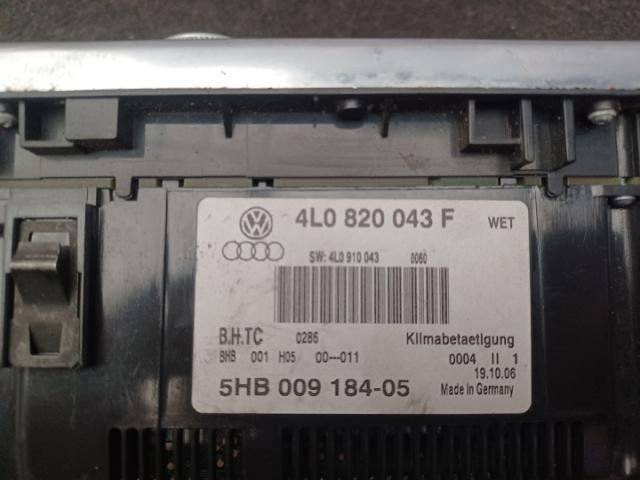 4L0 820 043 F WET
SW: 4L0 910 043 0060
B.H.TC 0286 Klimabetaetigung
BHB 001 H05 00---011 0004 II 1
19.10.06
5HB 009 184-05 Made in Germany